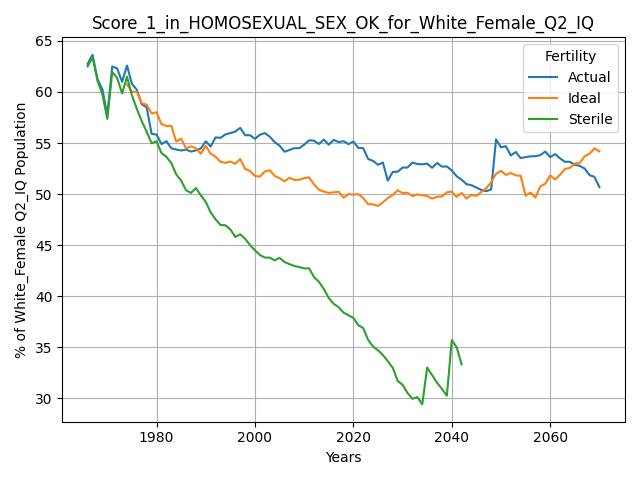 Score_1_in_HOMOSEXUAL_SEX_OK_for_White_Female_Q2_IQ
% of White_Female Q2_IQ Population
65
60
55
50
45
40
35
30
Fertility
Actual
Ideal
Sterile
1980
2000
2020
2040
2060
Years